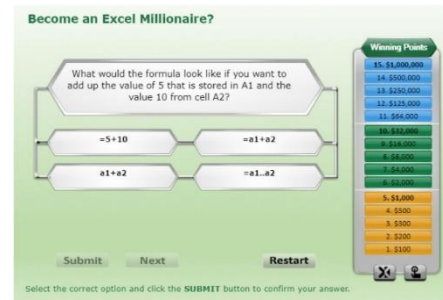 Become an Excel Millionaire?
Winning Points
15. $1,000,000
14. $500,000
13. $250,000
12. $125,000
11. $64,000
10. $32,000
9. $16,000
8. $8,000
7. $4,000
6. $2,000
5. $1,000
4. $500
3. $300
2. $200
1. $100
What would the formula look like if you want to
add up the value of 5 that is stored in A1 and the
value 10 from cell A2?
=5+10
=a1+a2
a1+a2
=a1..a2
Submit
Next
Restart
Select the correct option and click the SUBMIT button to confirm your answer.